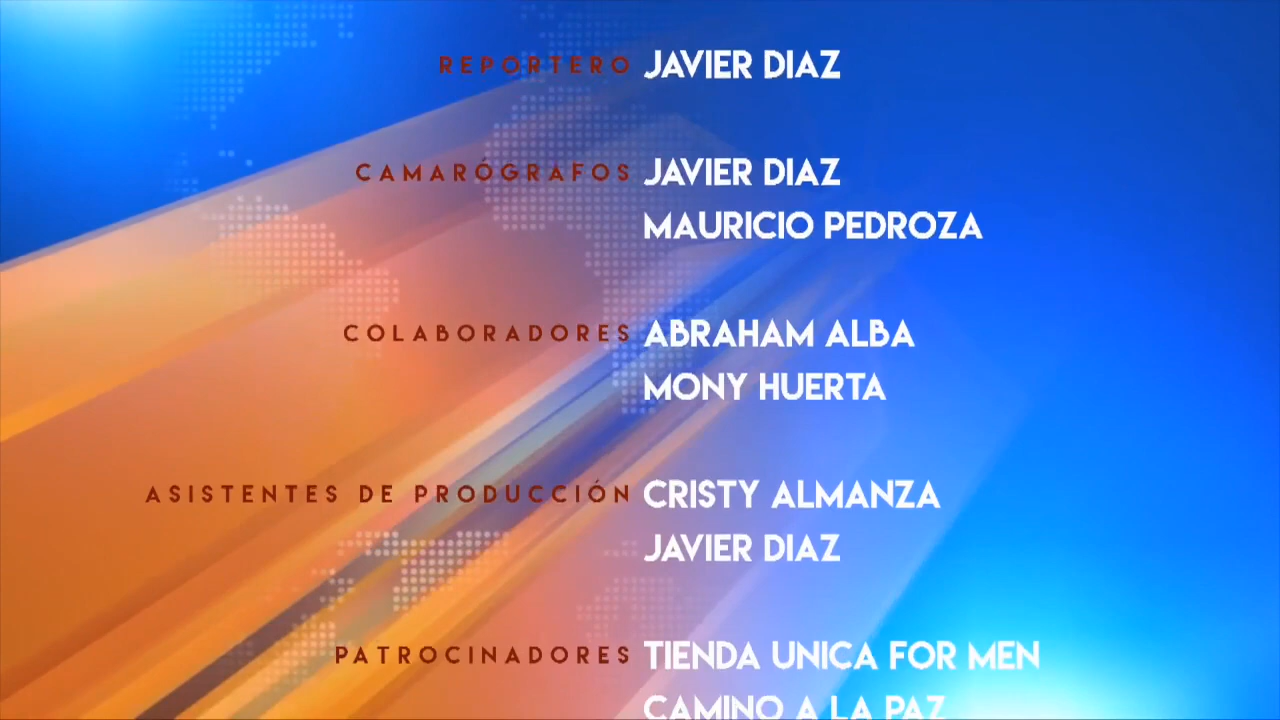 REPORTERO JAVIER DIAZ
CAMARÓGRAFOS JAVIER DIAZ
MAURICIO PEDROZA
COLABORADORES ABRAHAM ALBA
MONY HUERTA
ASISTENTES DE PRODUCCIÓN CRISTY ALMANZA
JAVIER DIAZ
PATROCINADORES TIENDA UNICA FOR MEN
CAMINO A LA PAZ